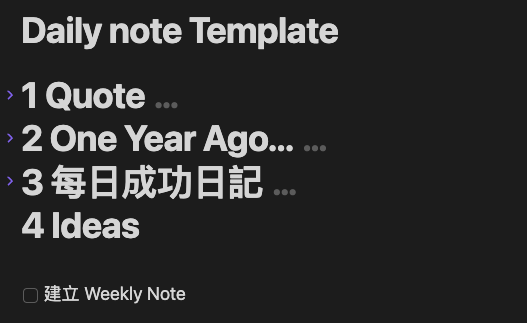 Daily note Template
1 Quote ...
2 One Year Ago... ...
3 每日成功日記 ...
4 Ideas
建立 Weekly Note